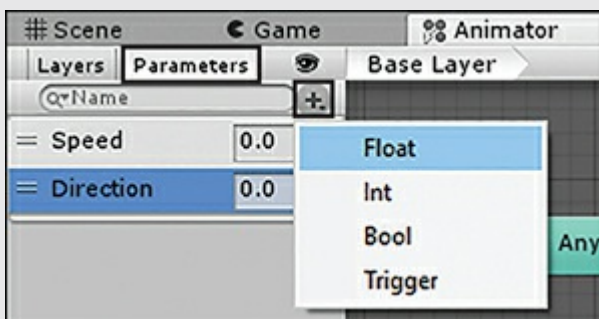 Scene Game Animator
Layers Parameters Base Layer
Name
Speed 0.0
Direction 0.0
Float
Int
Bool
Trigger
Any